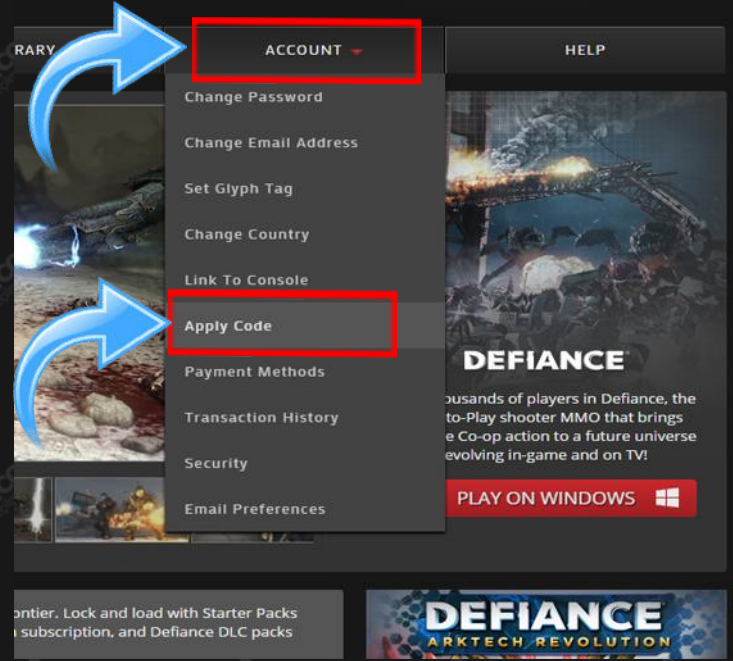 RARY
ACCOUNT
HELP
Change Password
Change Email Address
Set Glyph Tag
Change Country
Link To Console
Apply Code
Payment Methods
Transaction History
Security
Email Preferences
DEFIANCE
ousands of players in Defiance, the
to-Play shooter MMO that brings
e Co-op action to a future universe
evolving in-game and on TV!
PLAY ON WINDOWS
ontier. Lock and load with Starter Packs
subscription, and Defiance DLC packs
DEFIANCE
ARKTECH REVOLUTION